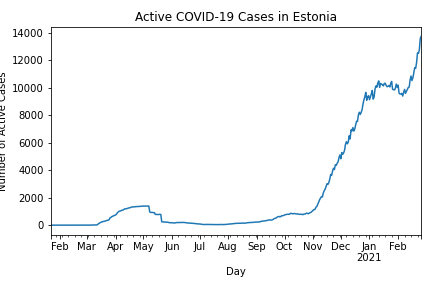 Active COVID-19 Cases in Estonia
Number of Active Cases
14000
12000
10000
8000
6000
4000
2000
0
Feb Mar Apr May Jun Jul Aug Sep Oct Nov Dec Jan Feb
2021
Day